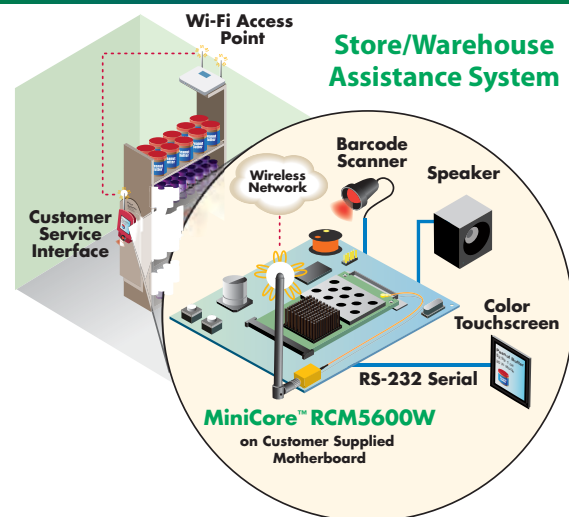 Wi-Fi Access
Point
Store/Warehouse
Assistance System
Barcode
Scanner
Speaker
Wireless
Network
Customer
Service
Interface
Color
Touchscreen
RS-232 Serial
MiniCore™ RCM5600W
on Customer Supplied
Motherboard